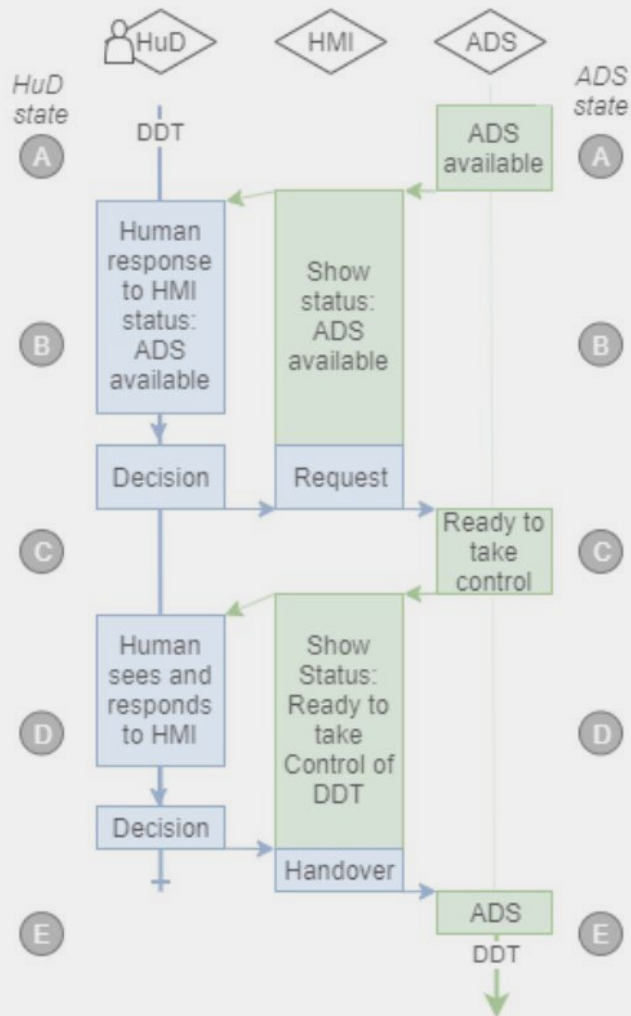 HuD
HMI
ADS
HuD
state
ADS
state
DDT
A
ADS
available
A
Human
response
to HMI
status:
ADS
available
Show
status:
ADS
available
B
B
Decision
Request
Ready to
take
control
C
C
Human
sees and
responds
to HMI
Show
Status:
Ready to
take
Control of
DDT
D
D
Decision
Handover
ADS
E
E
DDT